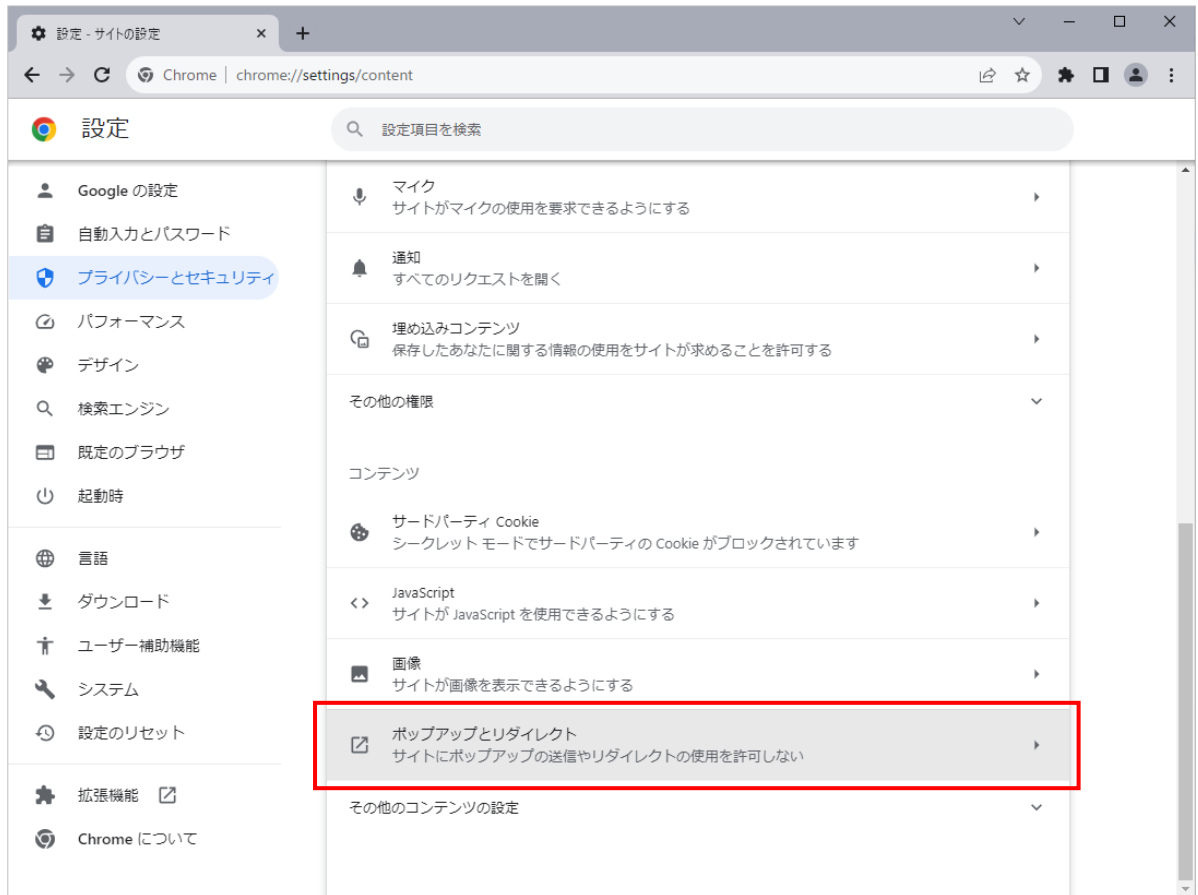 設定 - サイトの設定
Chrome | chrome://settings/content
設定
設定項目を検索
Google の設定
自動入力とパスワード
プライバシーとセキュリティ
パフォーマンス
デザイン
検索エンジン
既定のブラウザ
起動時
言語
ダウンロード
ユーザー補助機能
システム
設定のリセット
拡張機能
Chrome について
マイク
サイトがマイクの使用を要求できるようにする
通知
すべてのリクエストを開く
埋め込みコンテンツ
保存したあなたに関する情報の使用をサイトが求めることを許可する
その他の権限
コンテンツ
サードパーティ Cookie
シークレット モードでサードパーティの Cookie がブロックされています
JavaScript
サイトが JavaScript を使用できるようにする
画像
サイトが画像を表示できるようにする
ポップアップとリダイレクト
サイトにポップアップの送信やリダイレクトの使用を許可しない
その他のコンテンツの設定